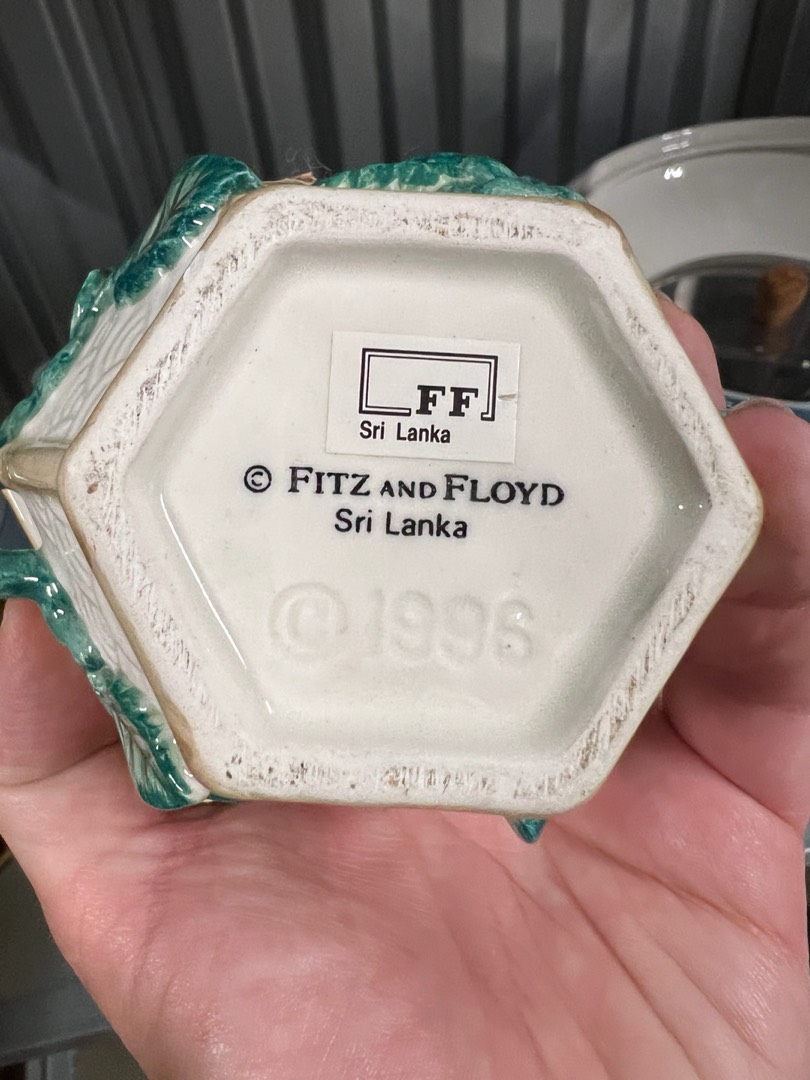 FF
Sri Lanka
© FITZ AND FLOYD
Sri Lanka
© 1996